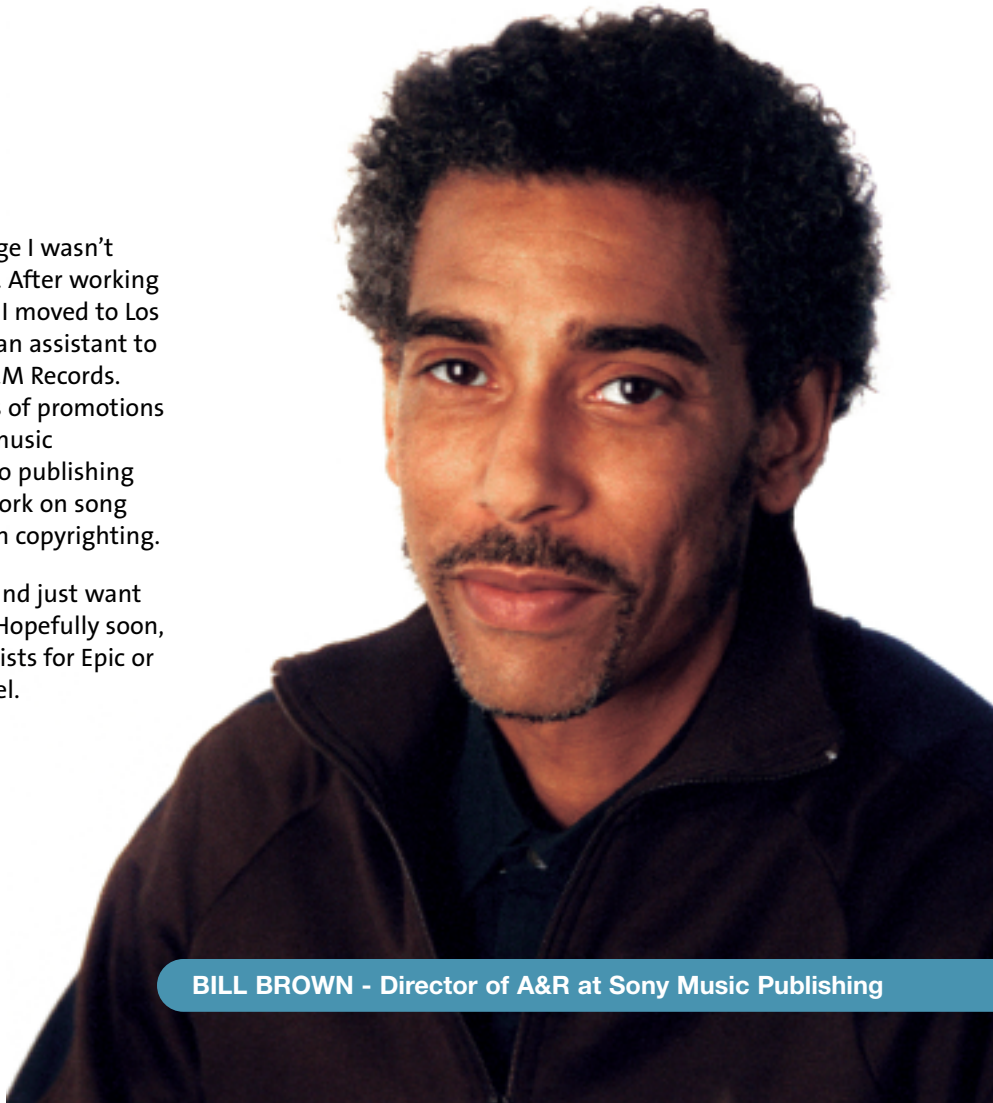 ge I wasn’t
. After working
I moved to Los
an assistant to
M Records.
s of promotions
nusic
o publishing
ork on song
n copyrighting.
nd just want
Hopefully soon,
ists for Epic or
el.
BILL BROWN - Director of A&R at Sony Music Publishing